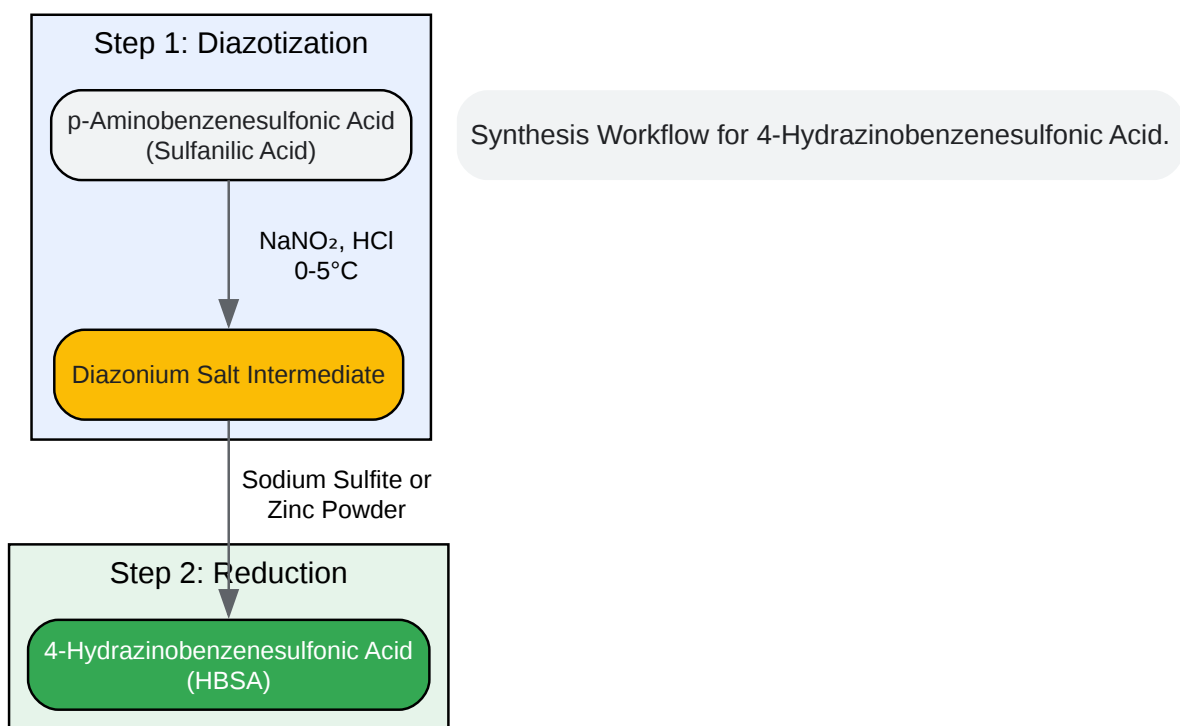 Step 1: Diazotization
p-Aminobenzenesulfonic Acid
(Sulfanilic Acid)
Synthesis Workflow for 4-Hydrazinobenzenesulfonic Acid.
NaNO₂, HCl
0-5°C
Diazonium Salt Intermediate
Sodium Sulfite or
Zinc Powder
Step 2: Reduction
4-Hydrazinobenzenesulfonic Acid
(HBSA)